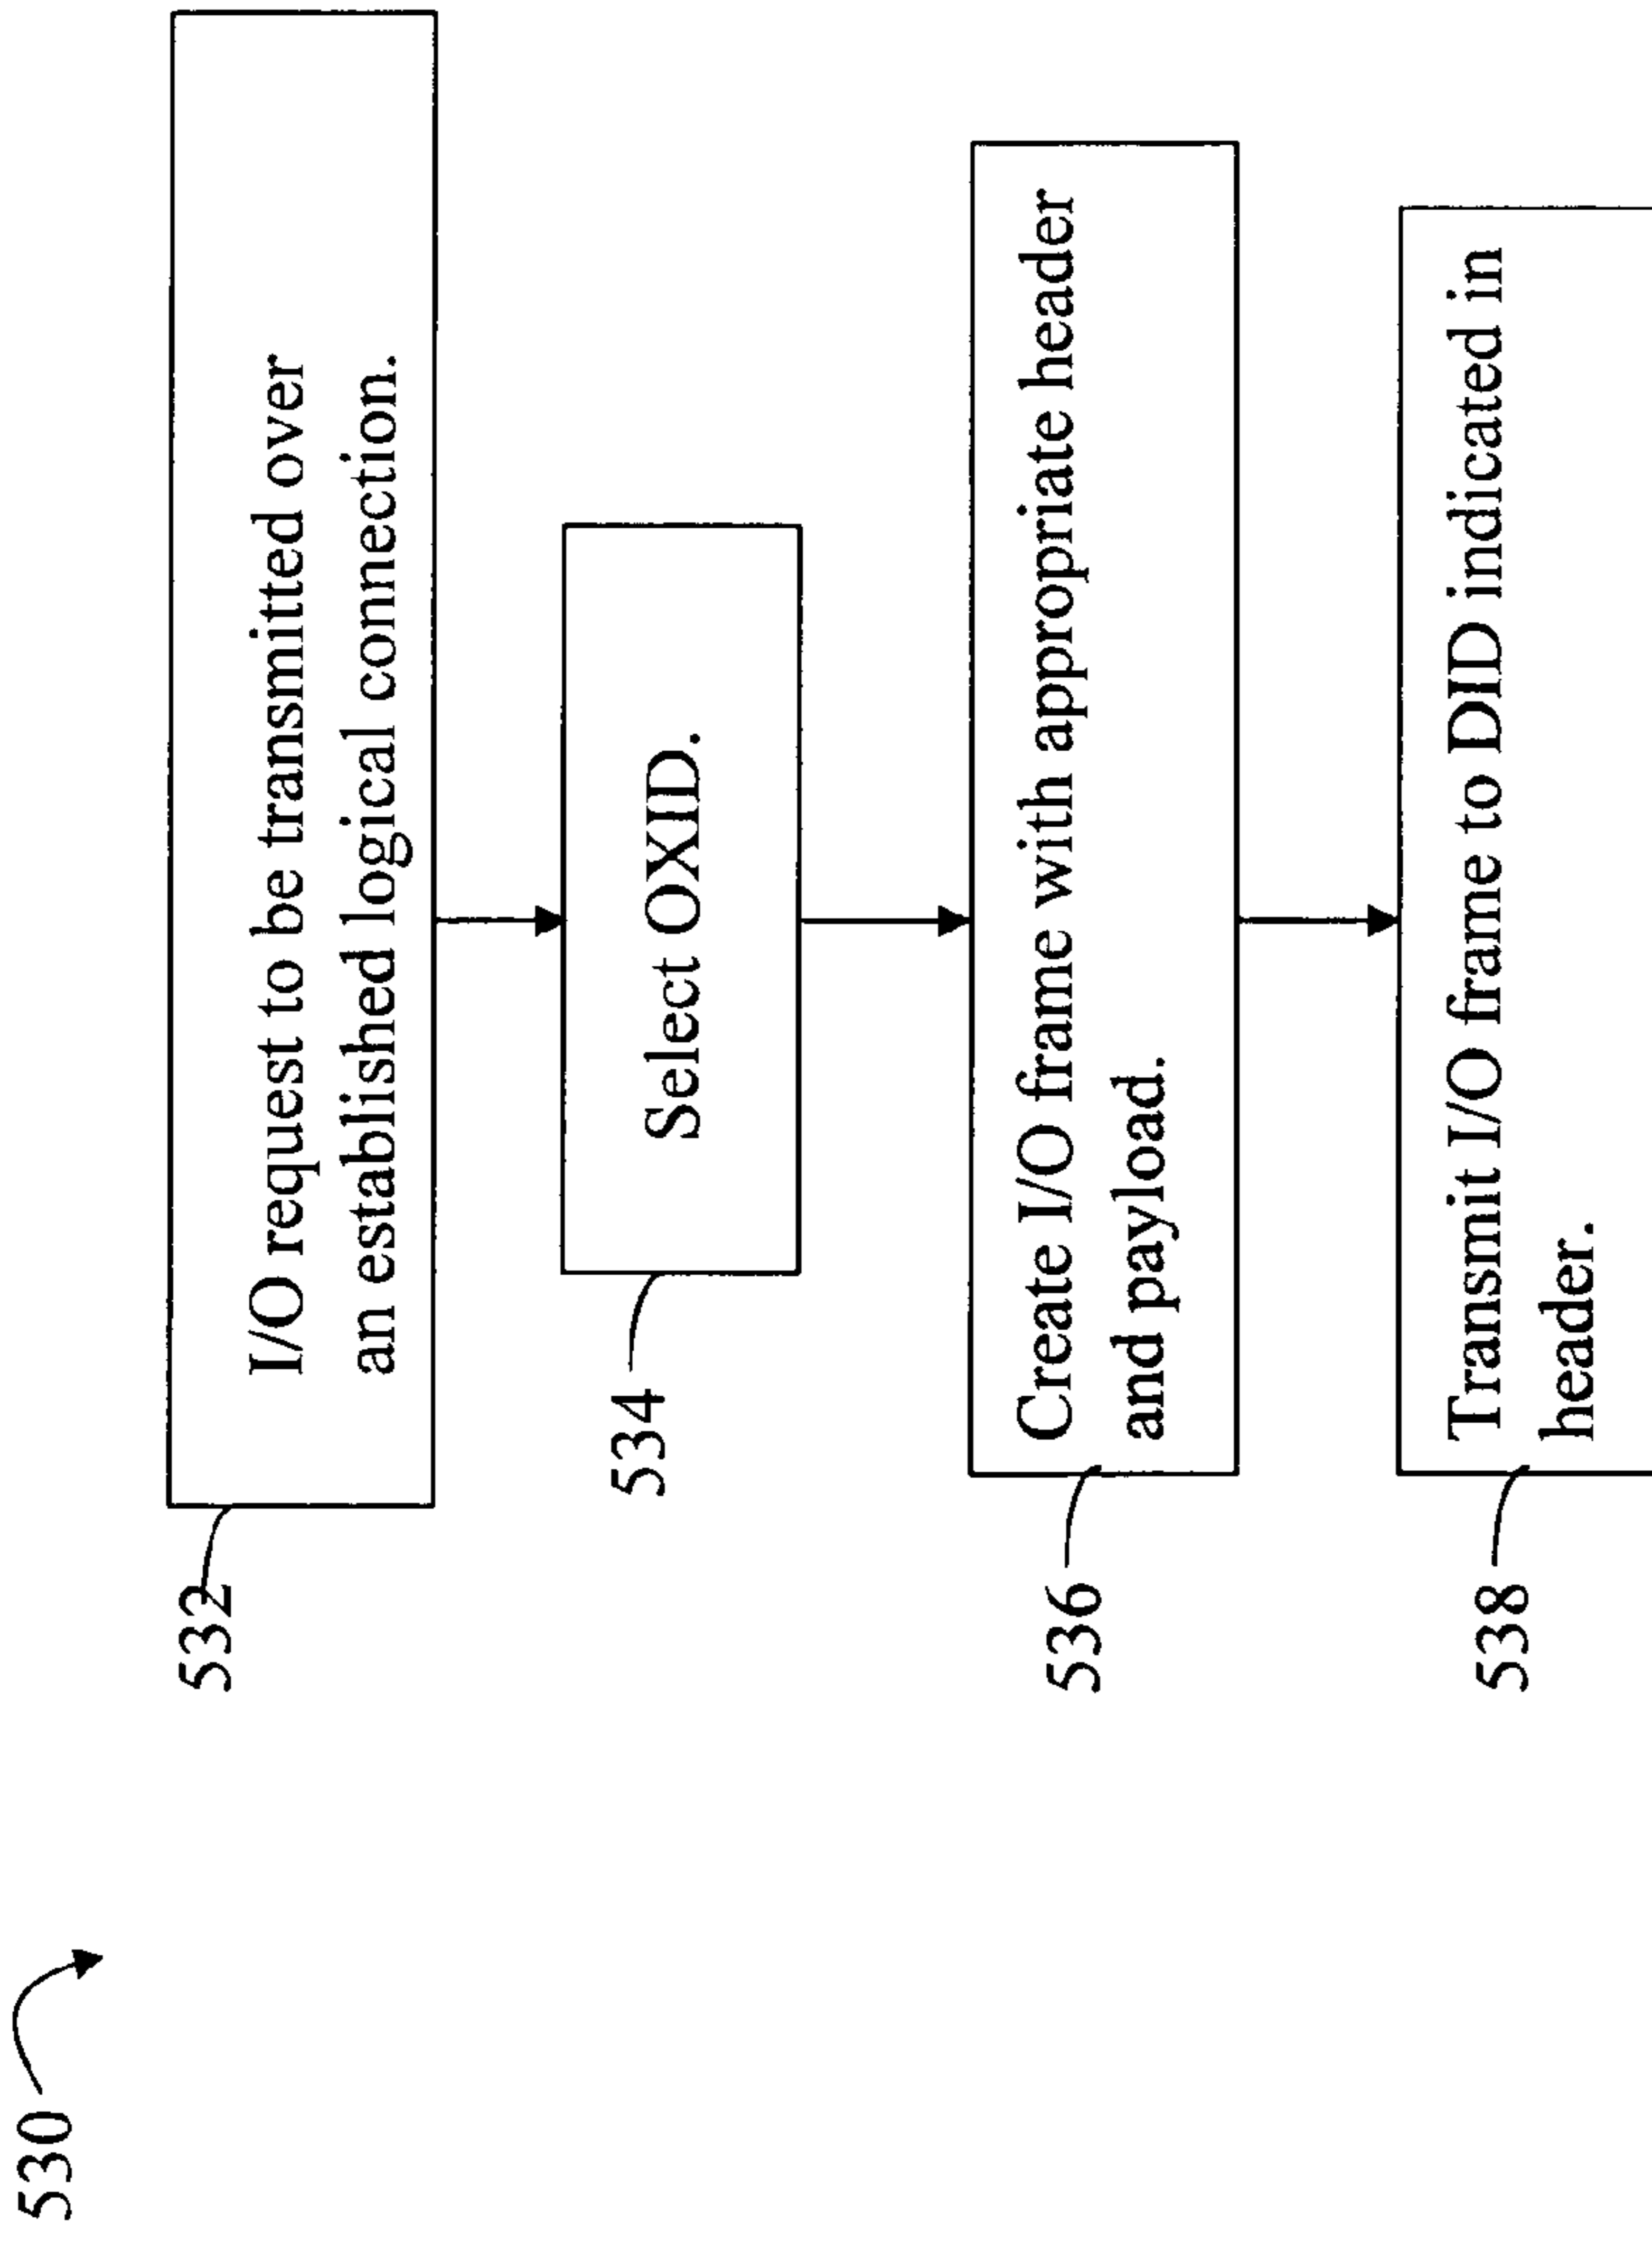 530
532
I/O request to be transmitted over
an established logical connection.
534
Select OXID.
536
Create I/O frame with appropriate header
and payload.
538
Transmit I/O frame to DID indicated in
header.